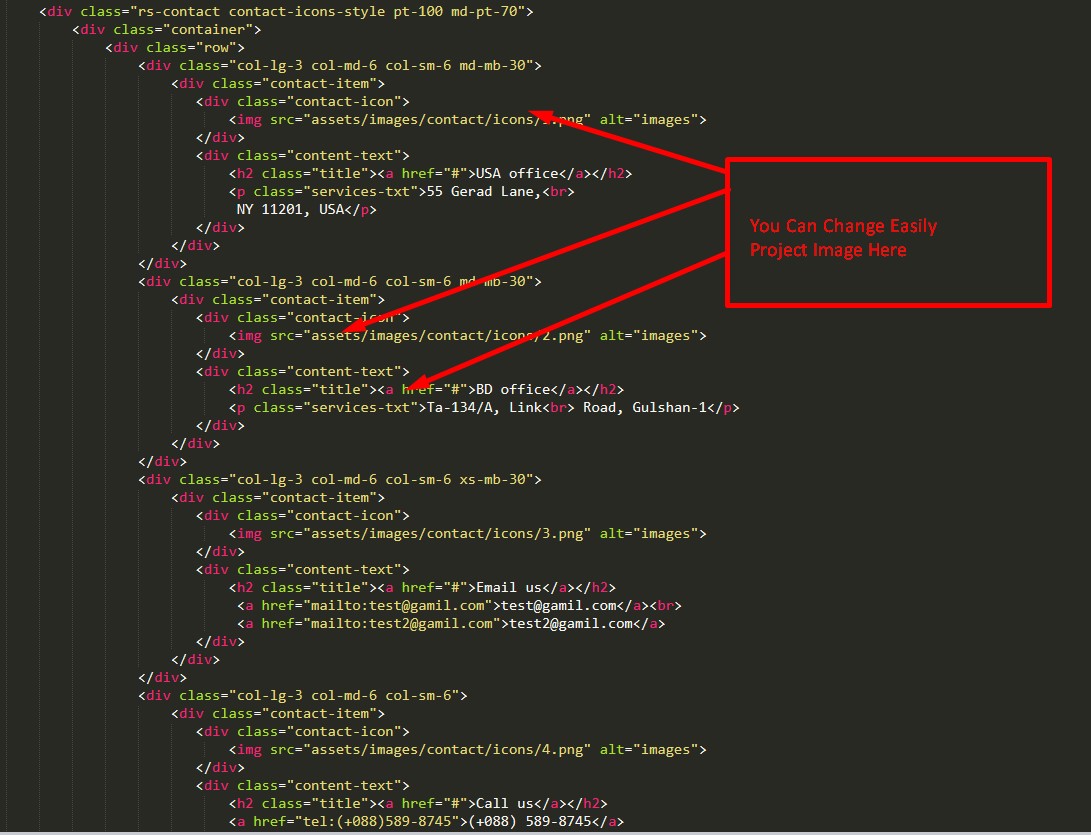 <div class="rs-contact contact-icons-style pt-100 md-pt-70">
<div class="container">
<div class="row">
<div class="col-lg-3 col-md-6 col-sm-6 md-mb-30">
<div class="contact-item">
<div class="contact-icon">
<img src="assets/images/contact/icons/1.png" alt="images">
</div>
<div class="content-text">
<h2 class="title"><a href="#">USA office</a></h2>
<p class="services-txt">55 Gerad Lane,<br>
NY 11201, USA</p>
</div>
</div>
</div>
<div class="col-lg-3 col-md-6 col-sm-6 md-mb-30">
<div class="contact-item">
<div class="contact-icon">
<img src="assets/images/contact/icons/2.png" alt="images">
</div>
<div class="content-text">
<h2 class="title"><a href="#">BD office</a></h2>
<p class="services-txt">Ta-134/A, Link<br> Road, Gulshan-1</p>
</div>
</div>
</div>
<div class="col-lg-3 col-md-6 col-sm-6 xs-mb-30">
<div class="contact-item">
<div class="contact-icon">
<img src="assets/images/contact/icons/3.png" alt="images">
</div>
<div class="content-text">
<h2 class="title"><a href="#">Email us</a></h2>
<a href="mailto:test@gamil.com">test@gamil.com</a><br>
<a href="mailto:test2@gamil.com">test2@gamil.com</a>
</div>
</div>
</div>
<div class="col-lg-3 col-md-6 col-sm-6">
<div class="contact-item">
<div class="contact-icon">
<img src="assets/images/contact/icons/4.png" alt="images">
</div>
<div class="content-text">
<h2 class="title"><a href="#">Call us</a></h2>
<a href="tel:(+088)589-8745">(+088) 589-8745</a>
You Can Change Easily
Project Image Here